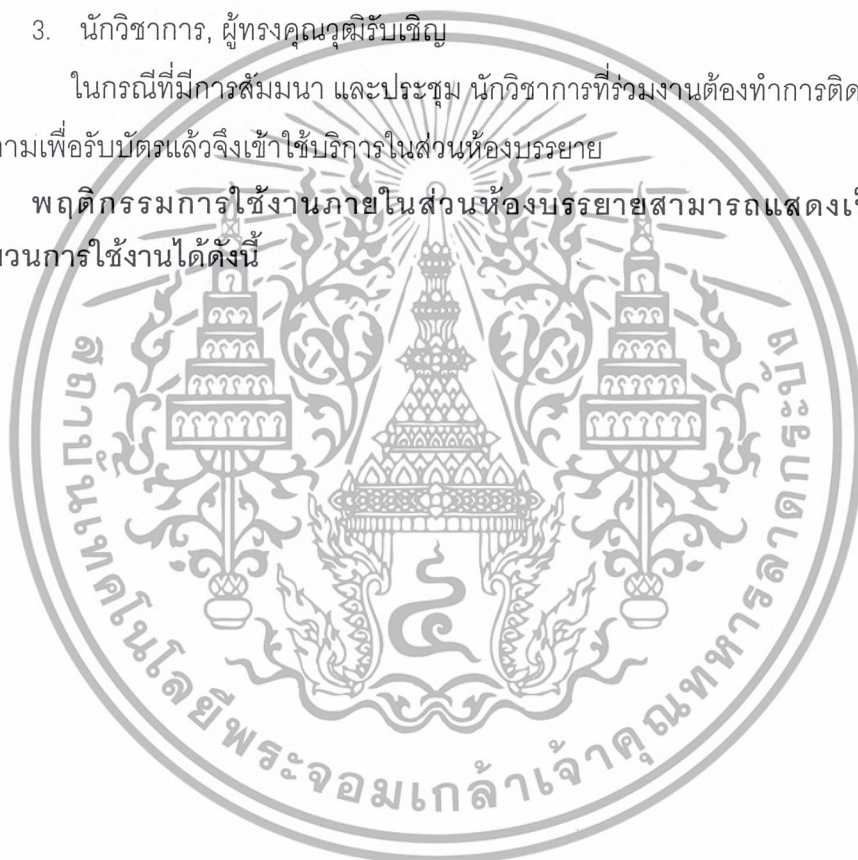 3. นักวิชาการ, ผู้ทรงคุณวุฒิรับเชิญ
ในกรณีที่มีการสัมมนา และประชุม นักวิชาการที่ร่วมงานต้องทำการติด
ามเพื่อรับบัตรแล้วจึงเข้าใช้บริการในส่วนห้องบรรยาย
พฤติกรรมการใช้งานภายในส่วนห้องบรรยายสามารถแสดงเป็
นวนการใช้งานได้ดังนี้
สถาบันเทคโนโลยีพระจอมเกล้าเจ้าคุณทหารลาดกระบัง
๔